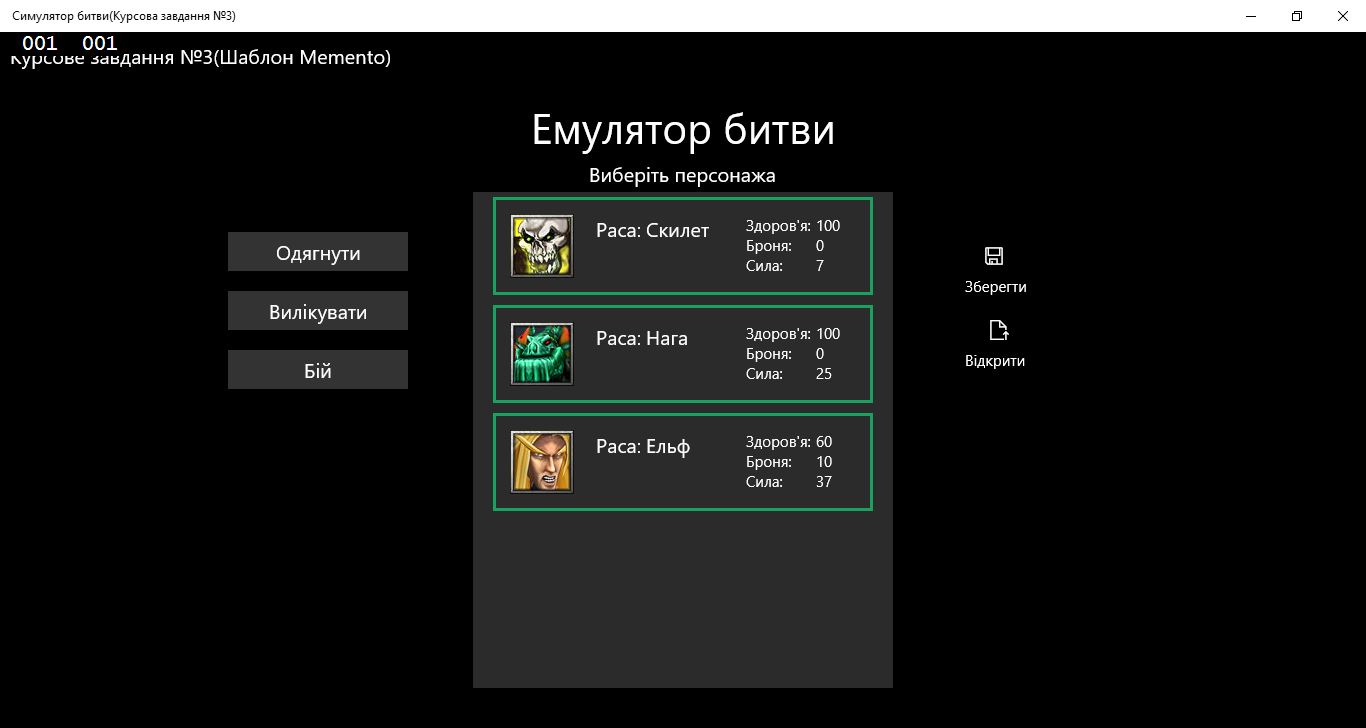 Симулятор битви(Курсова завдання №3)
001 001
Курсове завдання №3(Шаблон Memento)
Емулятор битви
Виберіть персонажа
Одягнути
Вилікувати
Бій
Раса: Скилет
Здоров'я: 100
Броня: 0
Сила: 7
Раса: Нага
Здоров'я: 100
Броня: 0
Сила: 25
Раса: Ельф
Здоров'я: 60
Броня: 10
Сила: 37
Зберегти
Відкрити